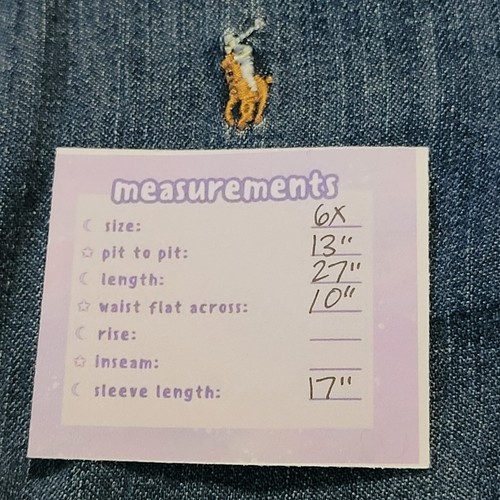 measurements
size: 6X
pit to pit: 13"
length: 27"
waist flat across: 10"
rise:
inseam:
sleeve length: 17"